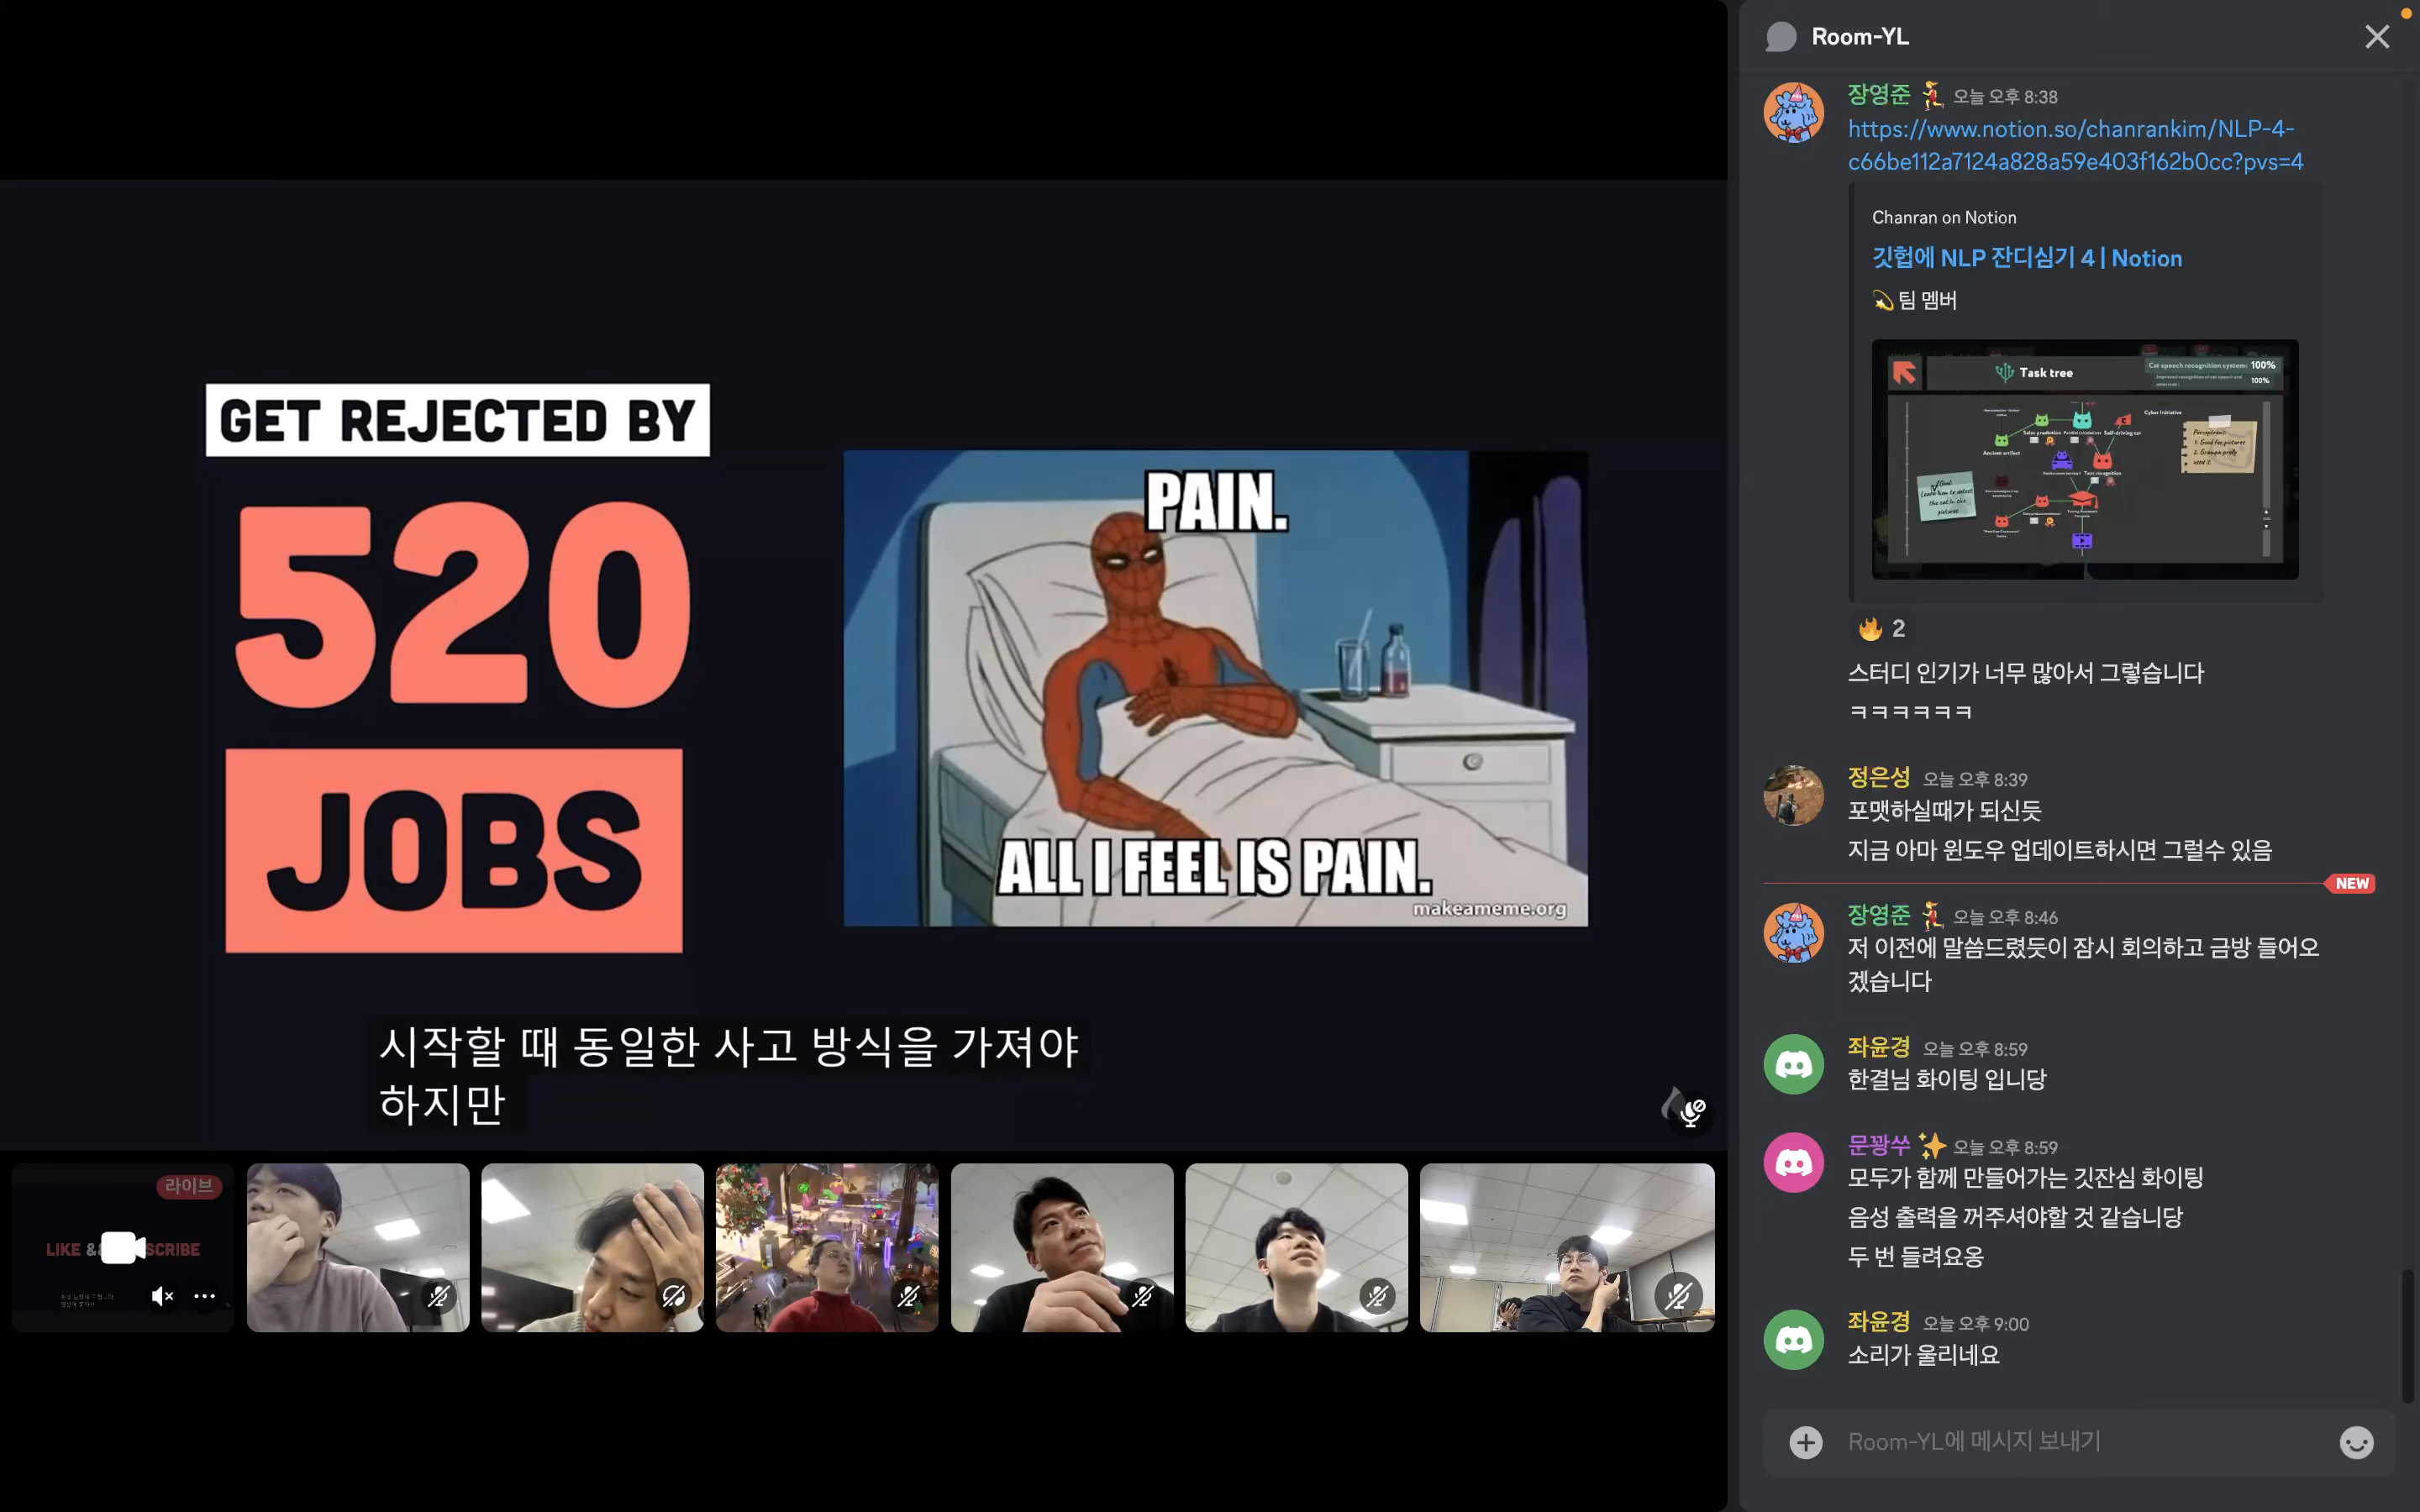 GET REJECTED BY
520
JOBS
PAIN.
ALL I FEEL IS PAIN.
makeameme.org
시작할 때 동일한 사고 방식을 가져야
하지만
라이브
LIKE &
SCRIBE
Room-YL
장영준 오늘 오후 8:38
https://www.notion.so/chanrankim/NLP-4-
c66be112a7124a828a59e403f162b0cc?pvs=4
Chanran on Notion
깃헙에 NLP 잔디심기 4 | Notion
💫 팀 멤버
Task tree
Cat speech recognition system: 100%
100%
Cyber Initiative
Ancient artifact
🔥 2
스터디 인기가 너무 많아서 그렇습니다
ㅋㅋㅋㅋㅋㅋ
정은성 오늘 오후 8:39
포맷하실때가 되신듯
지금 아마 윈도우 업데이트하시면 그럴수 있음
NEW
장영준 오늘 오후 8:46
저 이전에 말씀드렸듯이 잠시 회의하고 금방 들어오
겠습니다
좌윤경 오늘 오후 8:59
한결님 화이팅 입니당
문꽝쑤 ✨ 오늘 오후 8:59
모두가 함께 만들어가는 깃잔심 화이팅
음성 출력을 꺼주셔야할 것 같습니당
두 번 들려요옹
좌윤경 오늘 오후 9:00
소리가 울리네요
Room-YL에 메시지 보내기